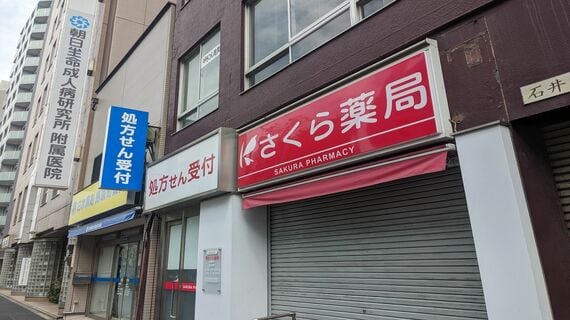 朝日生命成人病研究所 附属医院
処方せん受付
処方せん受付
さくら薬局
SAKURA PHARMACY
石井